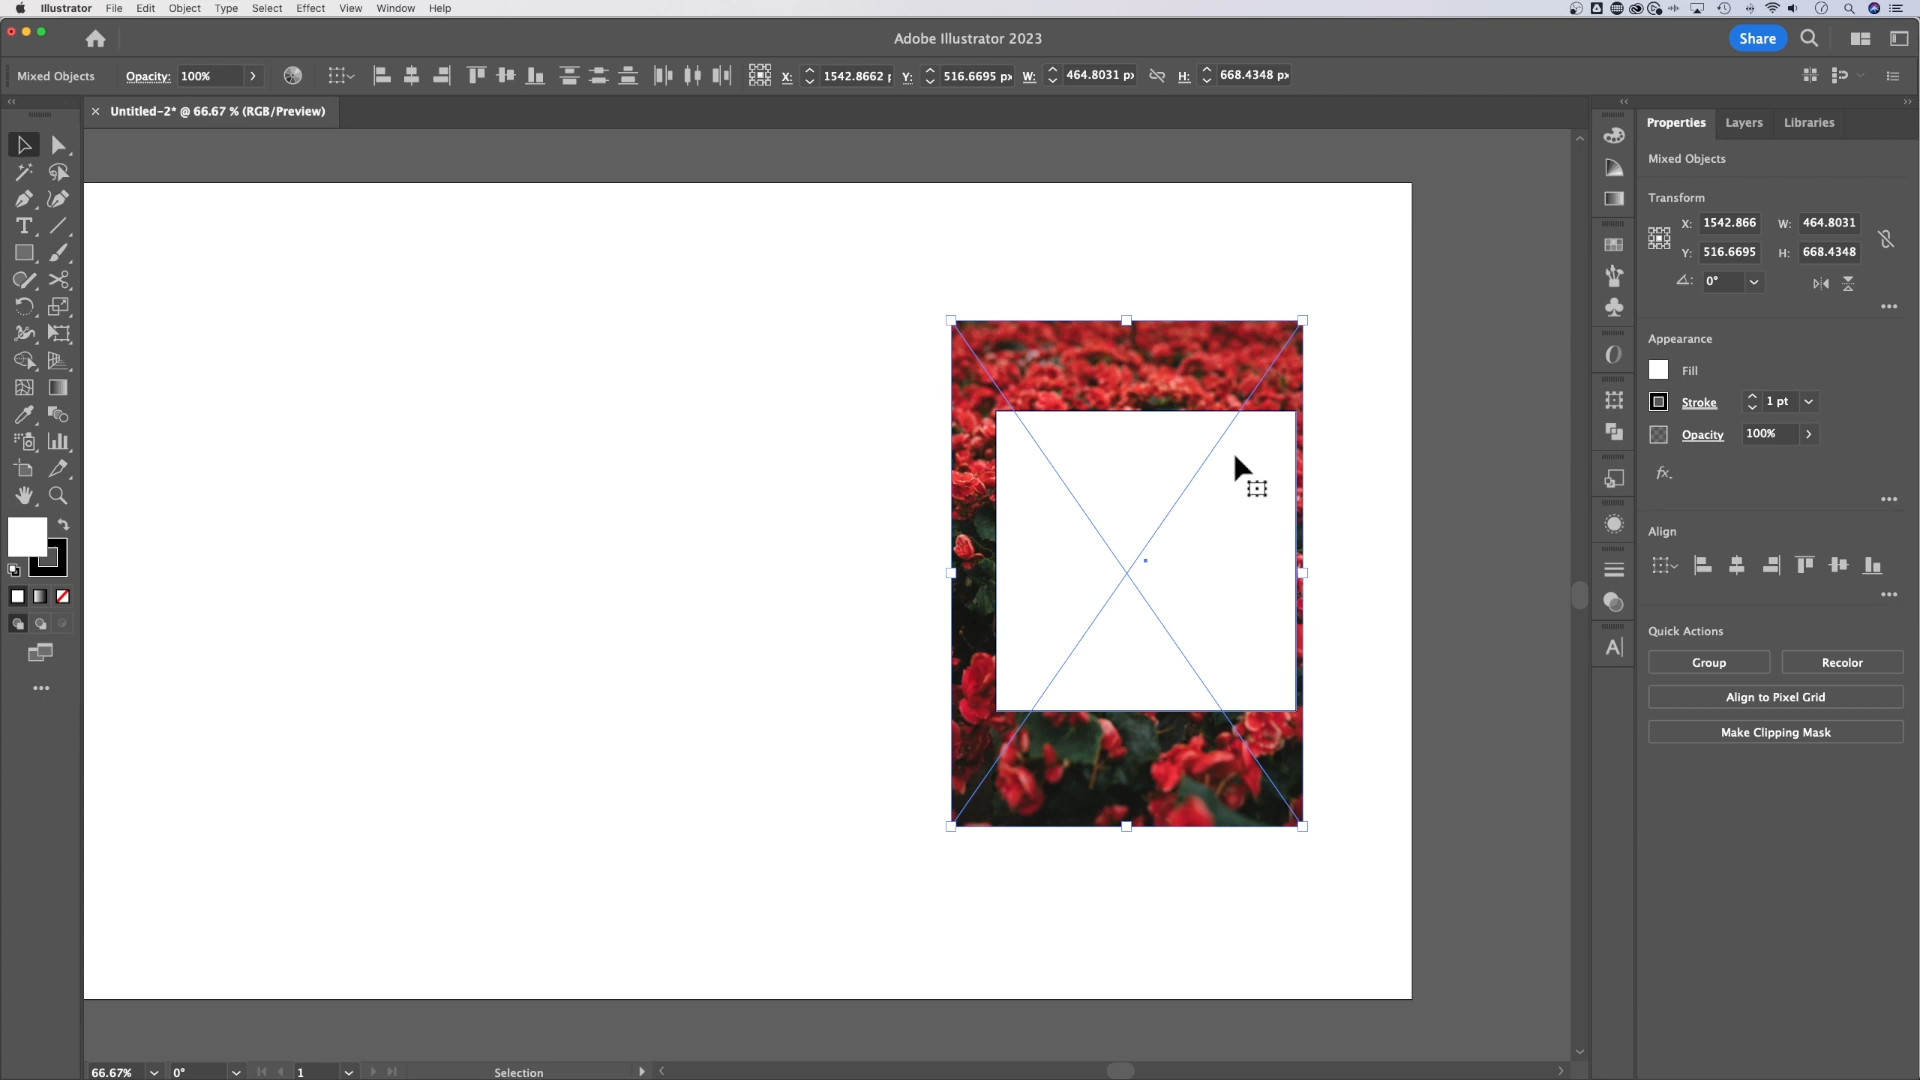 Illustrator File Edit Object Type Select Effect View Window Help
Adobe Illustrator 2023
Share
Mixed Objects Opacity: 100% X: 1542.8662 Y: 516.6695 px W: 464.8031 px H: 668.4348 px
Untitled-2* @ 66.67 % (RGB/Preview)
Properties Layers Libraries
Mixed Objects
Transform
X: 1542.866 W: 464.8031
Y: 516.6695 H: 668.4348
0°
Appearance
Fill
Stroke 1 pt
Opacity 100%
fx.
Align
Quick Actions
Group Recolor
Align to Pixel Grid
Make Clipping Mask
66.67% 0° 1 Selection